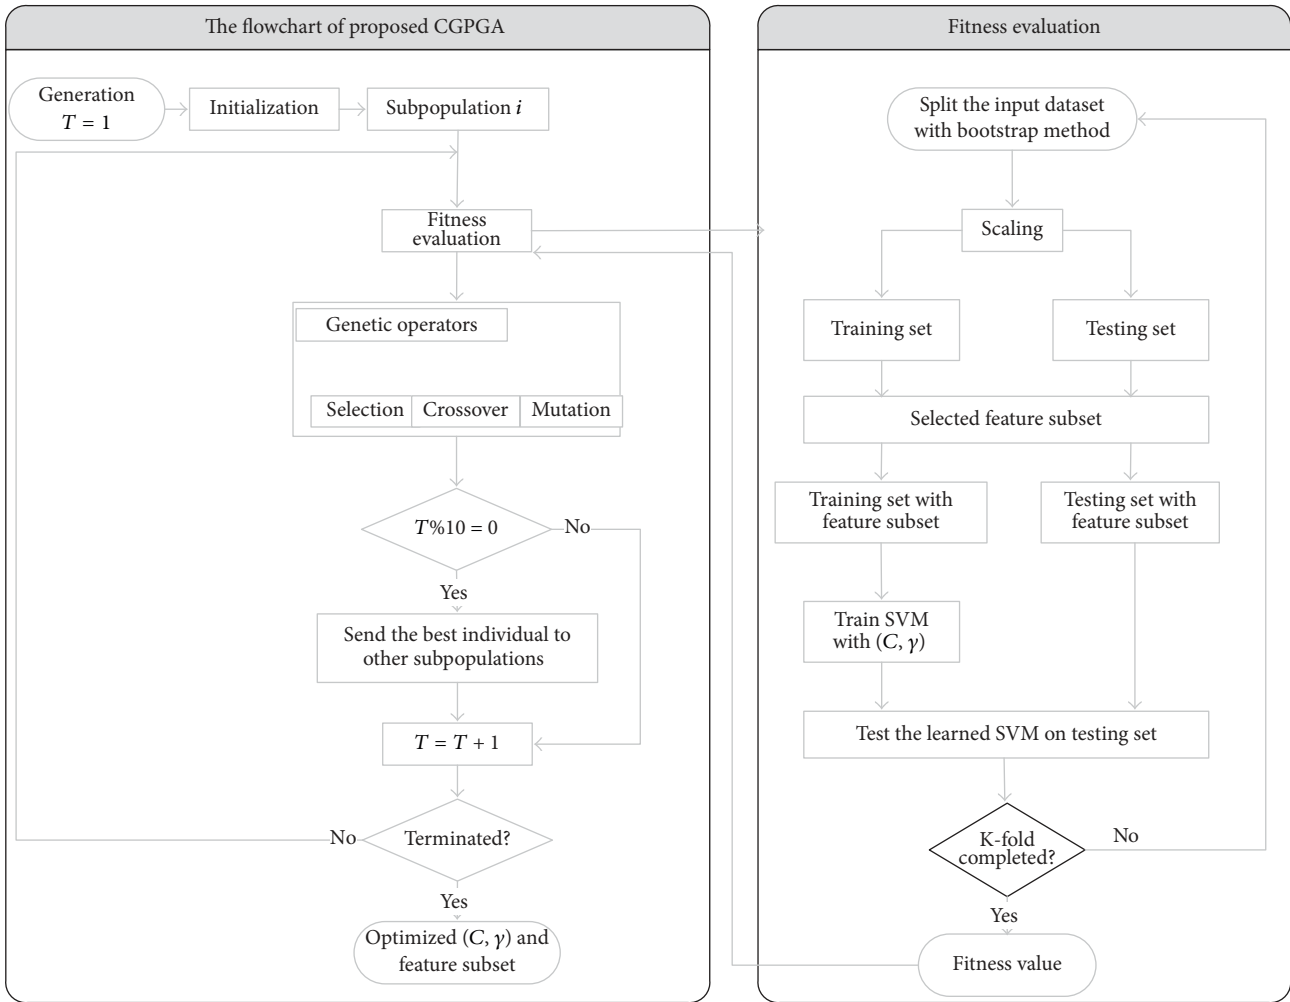 The flowchart of proposed CGPGA
Generation
T = 1
Initialization
Subpopulation i
Fitness
evaluation
Genetic operators
Selection
Crossover
Mutation
T%10 = 0
No
Yes
Send the best individual to
other subpopulations
T = T + 1
Terminated?
No
Yes
Optimized (C, γ) and
feature subset
Fitness evaluation
Split the input dataset
with bootstrap method
Scaling
Training set
Testing set
Selected feature subset
Training set with
feature subset
Testing set with
feature subset
Train SVM
with (C, γ)
Test the learned SVM on testing set
K-fold
completed?
No
Yes
Fitness value